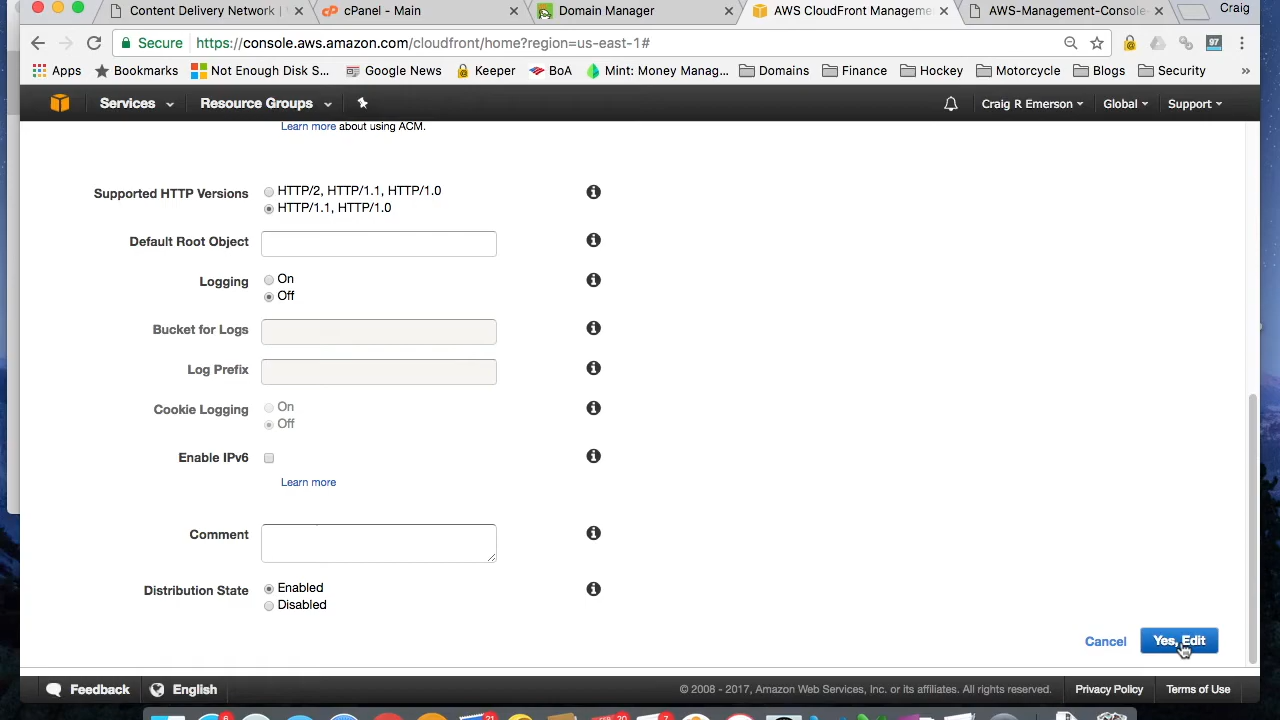 Content Delivery Network
cPanel - Main
Domain Manager
AWS CloudFront Manageme
AWS-Management-Console
Craig
Secure
https://console.aws.amazon.com/cloudfront/home?region=us-east-1#
97
Apps
Bookmarks
Not Enough Disk S...
Google News
Keeper
BoA
Mint: Money Manag...
Domains
Finance
Hockey
Motorcycle
Blogs
Security
»
Services
Resource Groups
Craig R Emerson
Global
Support
Learn more about using ACM.
Supported HTTP Versions
HTTP/2, HTTP/1.1, HTTP/1.0
HTTP/1.1, HTTP/1.0
Default Root Object
Logging
On
Off
Bucket for Logs
Log Prefix
Cookie Logging
On
Off
Enable IPv6
Learn more
Comment
Distribution State
Enabled
Disabled
Cancel
Yes, Edit
Feedback
English
© 2008 - 2017, Amazon Web Services, Inc. or its affiliates. All rights reserved.
Privacy Policy
Terms of Use